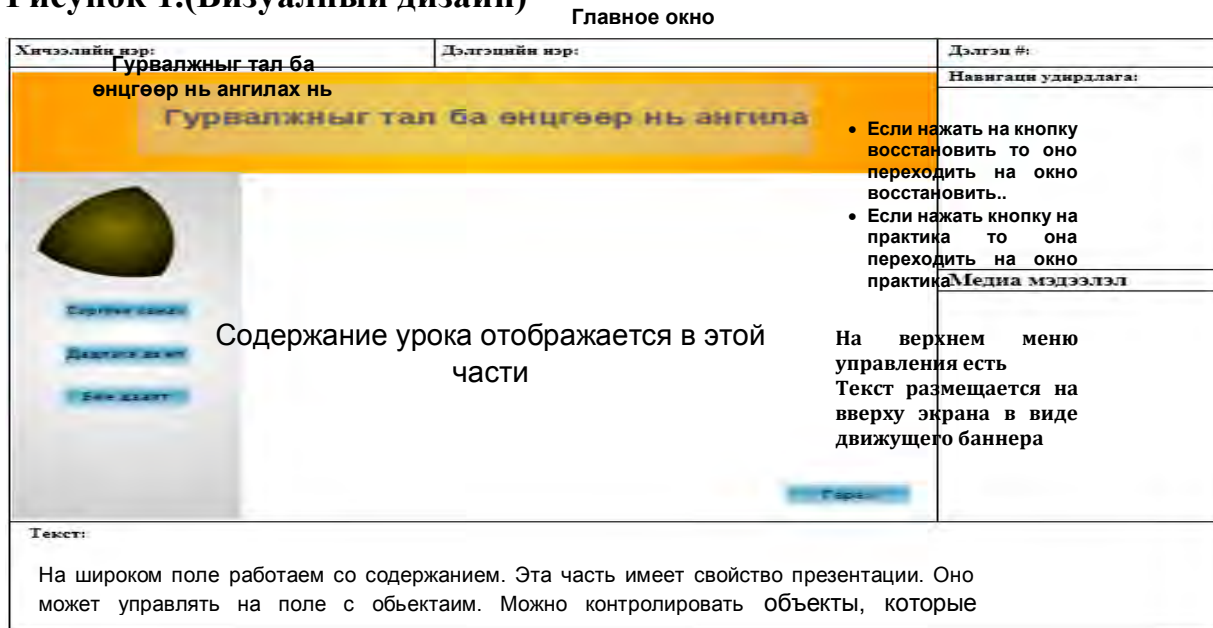 Рисунок 1.(Визуалный дизайн)
Главное окно
Хичээлийн нэр:
Дэлгэцийн нэр:
Дэлгэц #:
Гурвалжныг тал ба
өнцгөөр нь ангилах нь
Навигаци удирдлага:
Гурвалжныг тал ба өнцгөөр нь ангила
• Если нажать на кнопку
восстановить то оно
переходить на окно
восстановить..
• Если нажать кнопку на
практика то она
переходить на окно
практика
Медиа мэдээлэл
Содержание урока отображается в этой
части
На верхнем меню
управления есть
Текст размещается на
вверху экрана в виде
движущего баннера
Бие даалт
Гарах
Текст:
На широком поле работаем со содержанием. Эта часть имеет свойство презентации. Оно
может управлять на поле с обьектаим. Можно контролировать объекты, которые